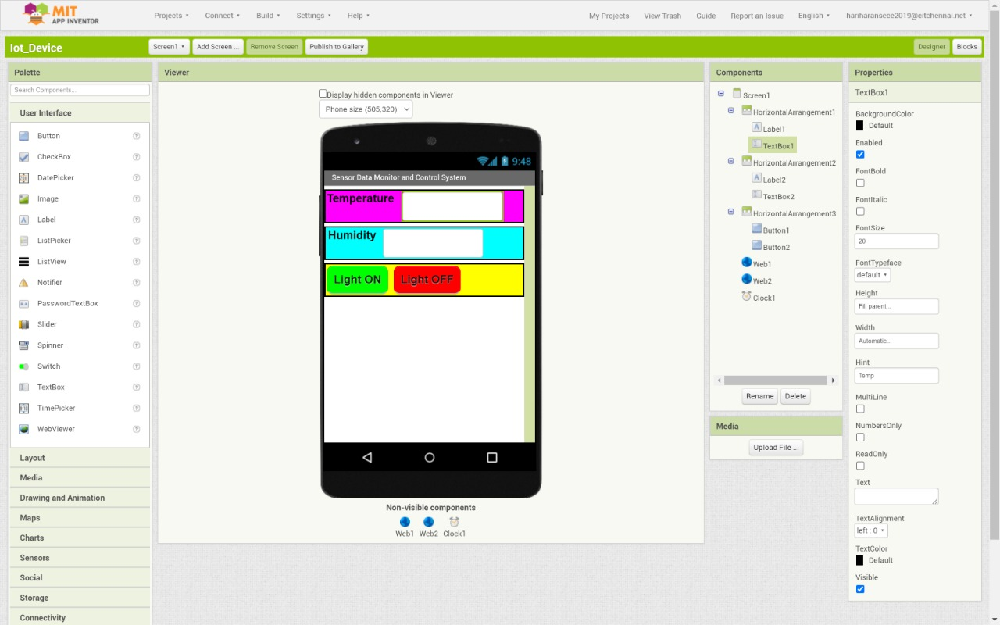 MIT
APP INVENTOR
Projects Connect Build Settings Help My Projects View Trash Guide Report an Issue English hariharansece2019@citchennai.net
Iot_Device Screen1 Add Screen ... Remove Screen Publish to Gallery Designer Blocks
Palette
Search Components...
User Interface
Button
CheckBox
DatePicker
Image
Label
ListPicker
ListView
Notifier
PasswordTextBox
Slider
Spinner
Switch
TextBox
TimePicker
WebViewer
Layout
Media
Drawing and Animation
Maps
Charts
Sensors
Social
Storage
Connectivity
Viewer
Display hidden components in Viewer
Phone size (505,320)
9:48
Sensor Data Monitor and Control System
Temperature
Humidity
Light ON Light OFF
Non-visible components
Web1 Web2 Clock1
Components
Screen1
HorizontalArrangement1
Label1
TextBox1
HorizontalArrangement2
Label2
TextBox2
HorizontalArrangement3
Button1
Button2
Web1
Web2
Clock1
Rename Delete
Media
Upload File ...
Properties
TextBox1
BackgroundColor
Default
Enabled
FontBold
FontItalic
FontSize
20
FontTypeface
default
Height
Fill parent...
Width
Automatic...
Hint
Temp
MultiLine
NumbersOnly
ReadOnly
Text
TextAlignment
left : 0
TextColor
Default
Visible